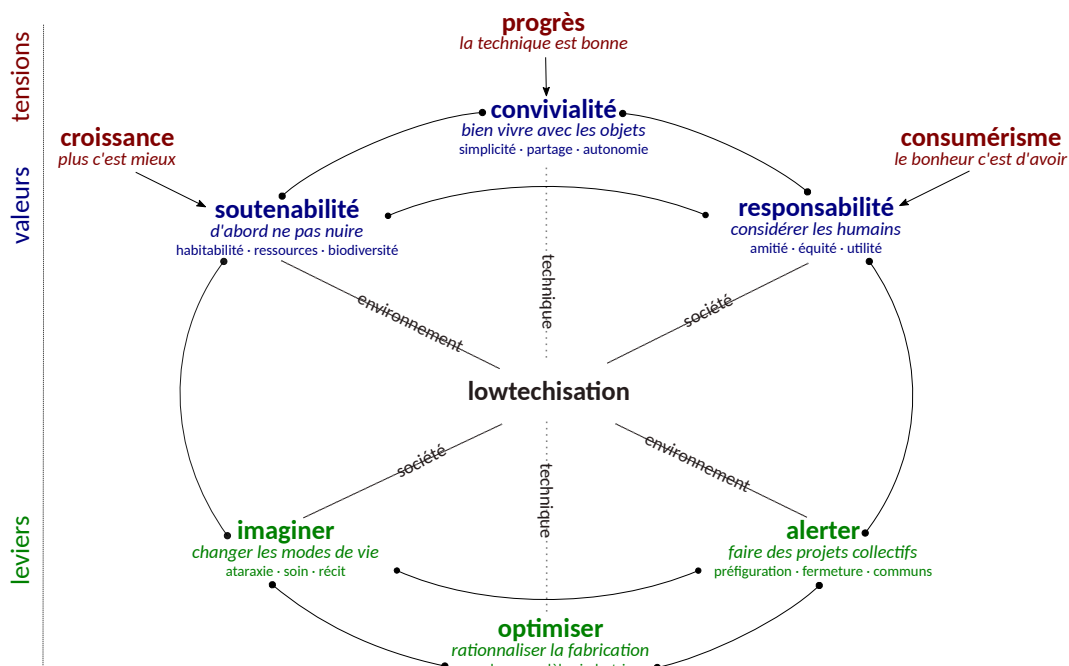 tensions
progrès
la technique est bonne
croissance
plus c'est mieux
convivialité
bien vivre avec les objets
simplicité · partage · autonomie
consumérisme
le bonheur c'est d'avoir
valeurs
soutenabilité
d'abord ne pas nuire
habitabilité · ressources · biodiversité
responsabilité
considérer les humains
amitié · équité · utilité
environnement
technique
société
lowtechisation
société
technique
environnement
leviers
imaginer
changer les modes de vie
ataraxie · soin · récit
alerter
faire des projets collectifs
préfiguration · fermeture · communs
optimiser
rationnaliser la fabrication